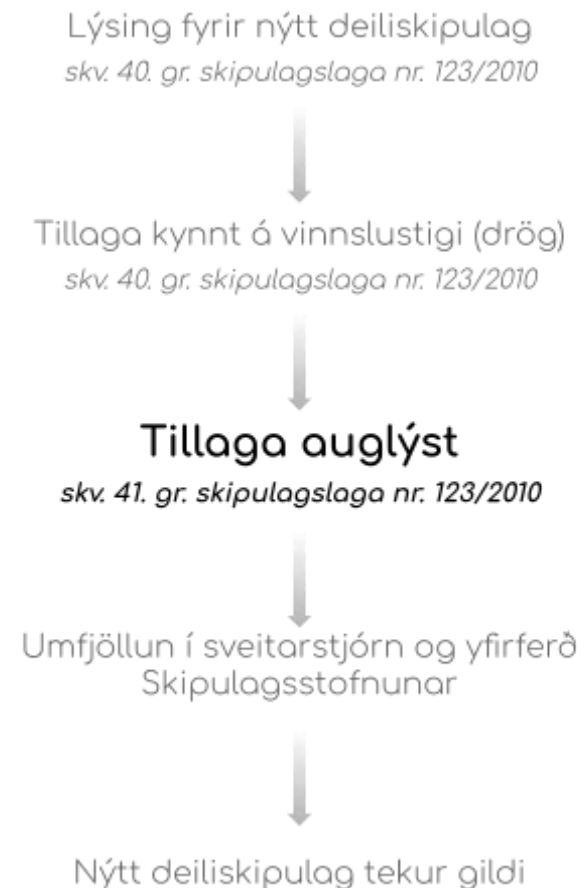 Lýsing fyrir nýtt deiliskipulag
skv. 40. gr. skipulagslaga nr. 123/2010
Tillaga kynnt á vinnslustigi (drög)
skv. 40. gr. skipulagslaga nr. 123/2010
Tillaga auglýst
skv. 41. gr. skipulagslaga nr. 123/2010
Umfjöllun í sveitarstjórn og yfirferð
Skipulagsstofnunar
Nýtt deiliskipulag tekur gildi